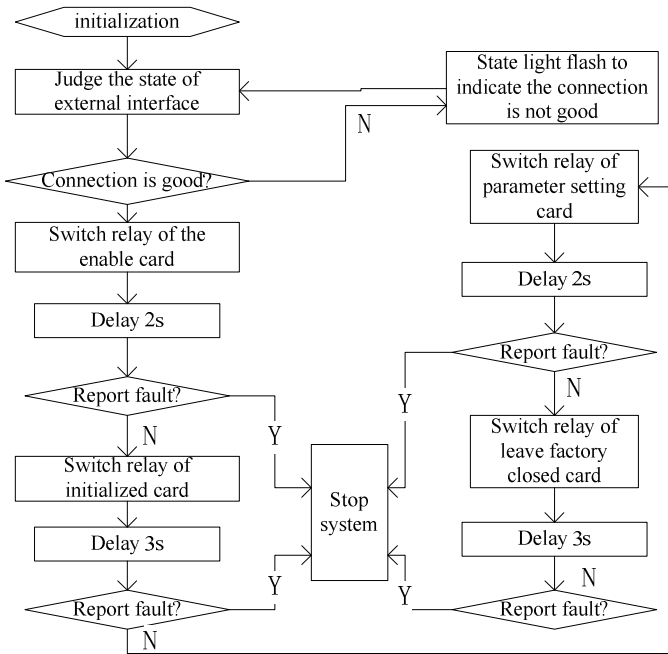 initialization
Judge the state of
external interface
State light flash to
indicate the connection
is not good
N
Connection is good?
Switch relay of the
enable card
Delay 2s
Report fault?
Y
N
Switch relay of
initialized card
Delay 3s
Report fault?
Y
N
Stop
system
Switch relay of
parameter setting
card
Delay 2s
Report fault?
Y
N
Switch relay of
leave factory
closed card
Delay 3s
N
Report fault?
Y